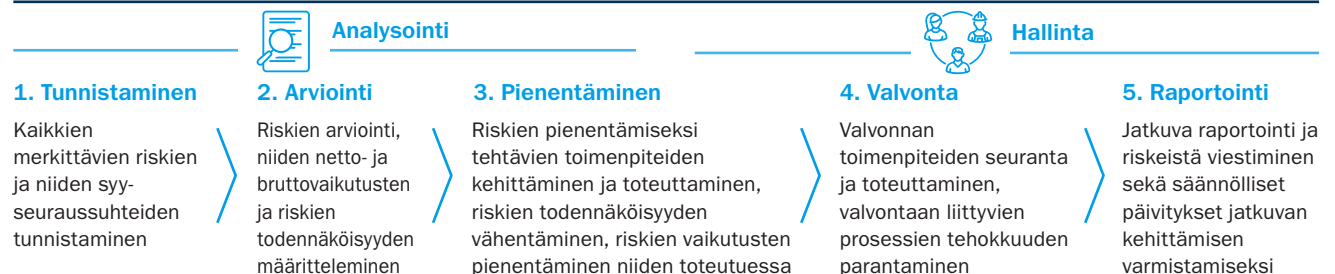 Analysointi
Hallinta
1. Tunnistaminen
Kaikkien
merkittävien riskien
ja niiden syy-
seuraussuhteiden
tunnistaminen
2. Arviointi
Riskien arviointi,
niiden netto- ja
bruttovaikutusten
ja riskien
todennäköisyyden
määritteleminen
3. Pienentäminen
Riskien pienentämiseksi
tehtävien toimenpiteiden
kehittäminen ja toteuttaminen,
riskien todennäköisyyden
vähentäminen, riskien vaikutusten
pienentäminen niiden toteutuessa
4. Valvonta
Valvonnan
toimenpiteiden seuranta
ja toteuttaminen,
valvontaan liittyvien
prosessien tehokkuuden
parantaminen
5. Raportointi
Jatkuva raportointi ja
riskeistä viestiminen
sekä säännölliset
päivitykset jatkuvan
kehittämisen
varmistamiseksi